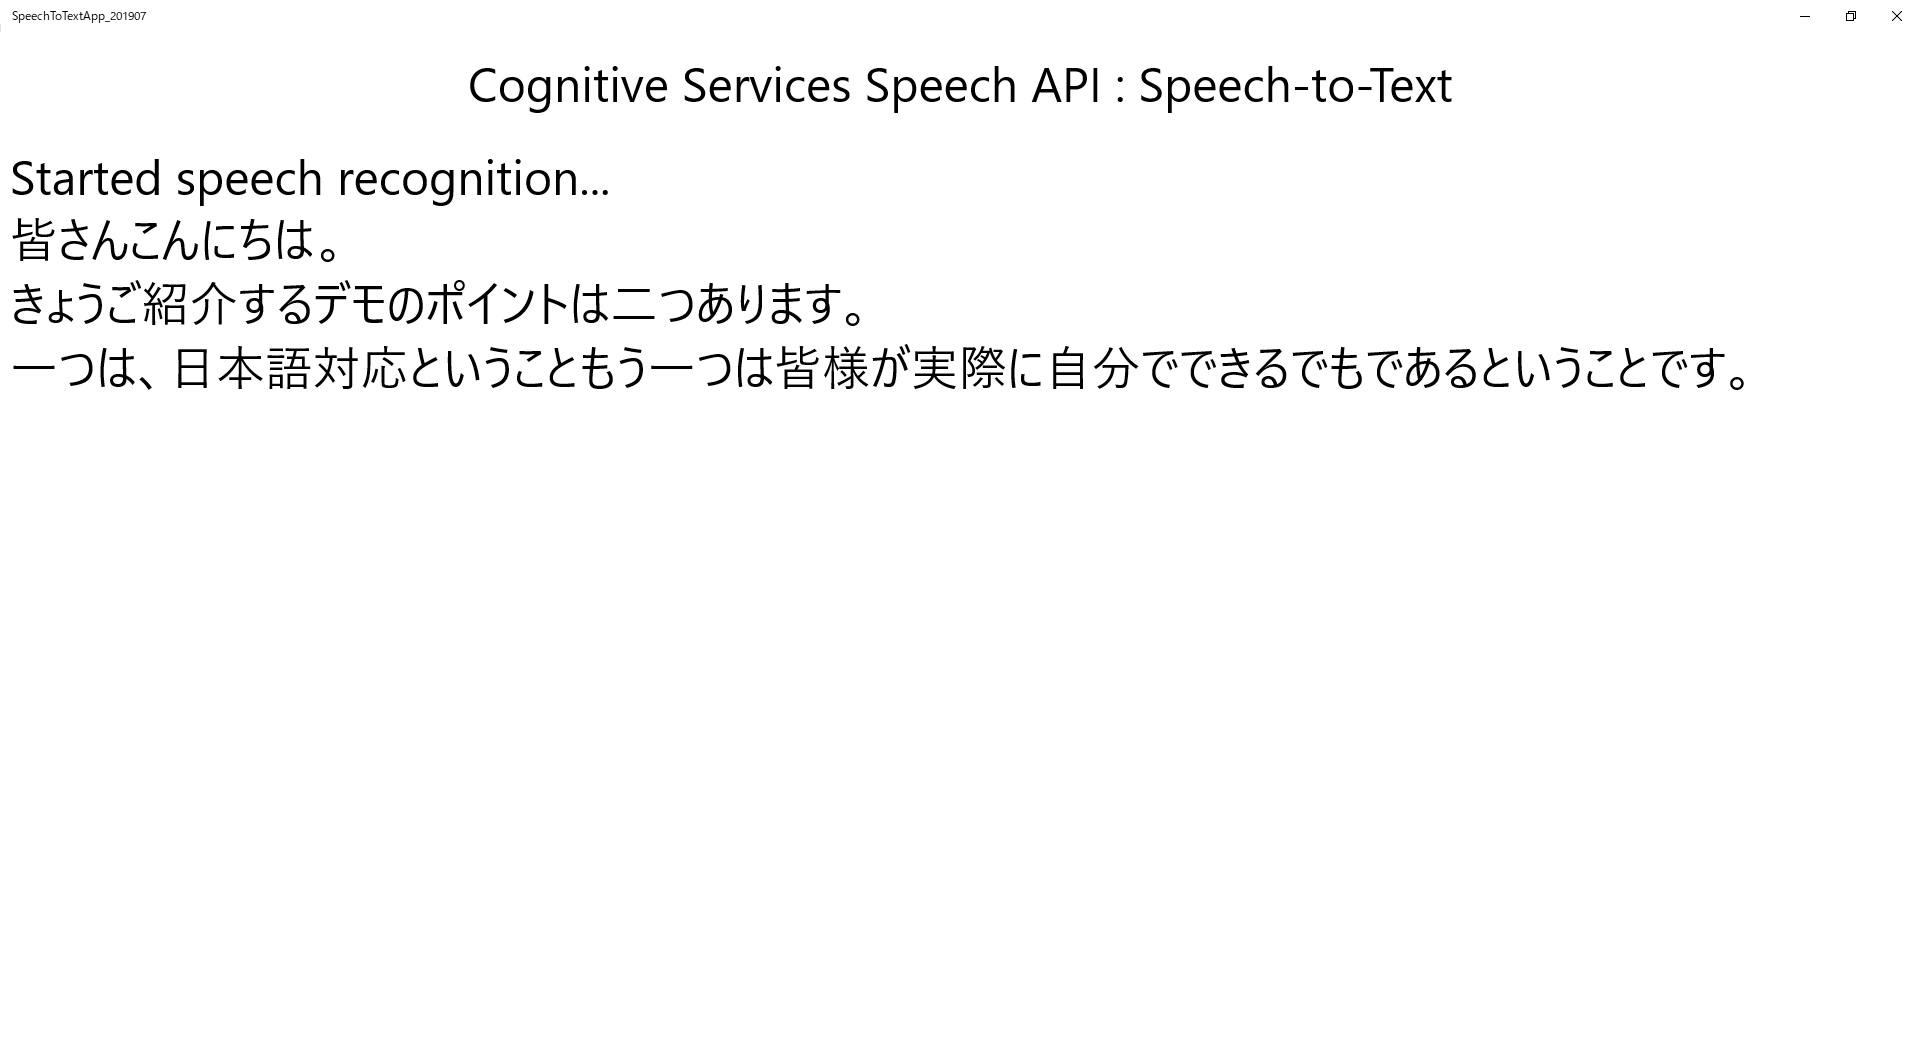 SpeechToTextApp_201907
Cognitive Services Speech API : Speech-to-Text
Started speech recognition...
皆さんこんにちは。
きょうご紹介するデモのポイントは二つあります。
一つは、日本語対応ということもう一つは皆様が実際に自分でできるでもであるということです。